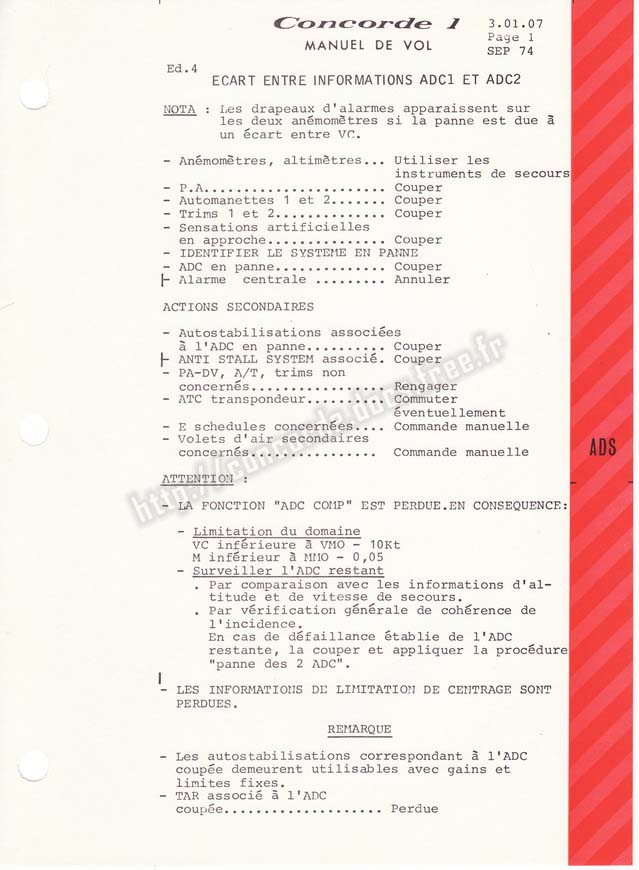 Concorde 1
3.01.07
MANUEL DE VOL
Page 1
SEP 74
Ed.4
ECART ENTRE INFORMATIONS ADC1 ET ADC2
NOTA : Les drapeaux d'alarmes apparaissent sur
les deux anémomètres si la panne est due à
un écart entre VC.
- Anémomètres, altimètres... Utiliser les
instruments de secours
- P.A....................... Couper
- Automanettes 1 et 2....... Couper
- Trims 1 et 2.............. Couper
- Sensations artificielles
en approche............... Couper
- IDENTIFIER LE SYSTEME EN PANNE
- ADC en panne.............. Couper
- Alarme centrale ......... Annuler
ACTIONS SECONDAIRES
- Autostabilisations associées
à l'ADC en panne.......... Couper
- ANTI STALL SYSTEM associé. Couper
- PA-DV, A/T, trims non
concernés................. Rengager
- ATC transpondeur.......... Commuter
éventuellement
- E schedules concernées.... Commande manuelle
- Volets d'air secondaires
concernés................ Commande manuelle
ADS
ATTENTION :
- LA FONCTION "ADC COMP" EST PERDUE.EN CONSEQUENCE:
- Limitation du domaine
VC inférieure à VMO - 10Kt
M inférieur à MMO - 0,05
- Surveiller l'ADC restant
. Par comparaison avec les informations d'al-
titude et de vitesse de secours.
. Par vérification générale de cohérence de
l'incidence.
En cas de défaillance établie de l'ADC
restante, la couper et appliquer la procédure
"panne des 2 ADC".
- LES INFORMATIONS DE LIMITATION DE CENTRAGE SONT
PERDUES.
REMARQUE
- Les autostabilisations correspondant à l'ADC
coupée demeurent utilisables avec gains et
limites fixes.
- TAR associé à l'ADC
coupée.................... Perdue
http://concorde.docs.free.fr